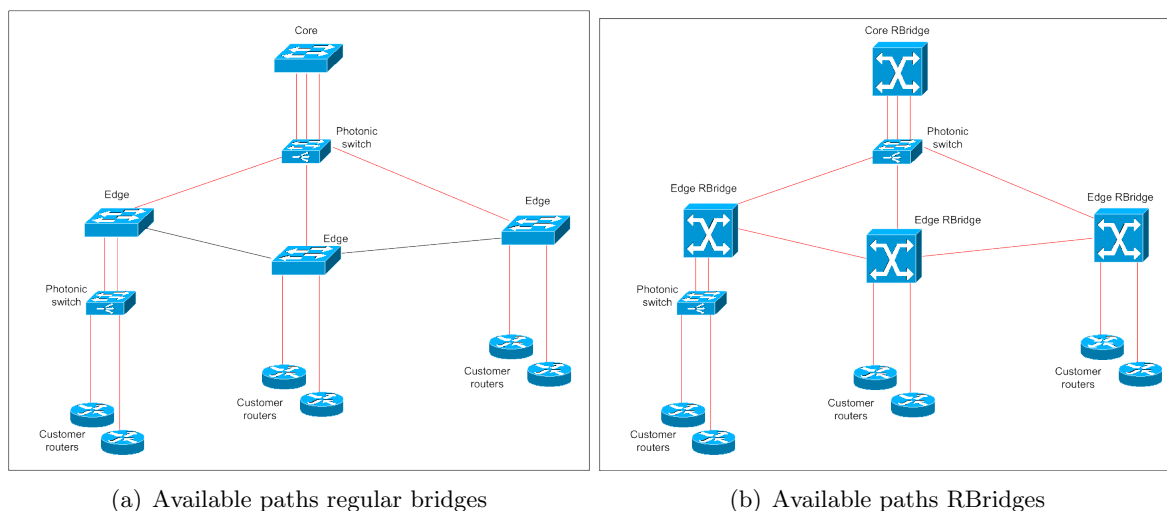 Core
Photonic
switch
Edge
Edge
Edge
Photonic
switch
Customer
routers
Customer
routers
Customer
routers
(a) Available paths regular bridges
Core RBridge
Photonic
switch
Edge RBridge
Edge RBridge
Edge RBridge
Photonic
switch
Customer
routers
Customer
routers
Customer
routers
(b) Available paths RBridges